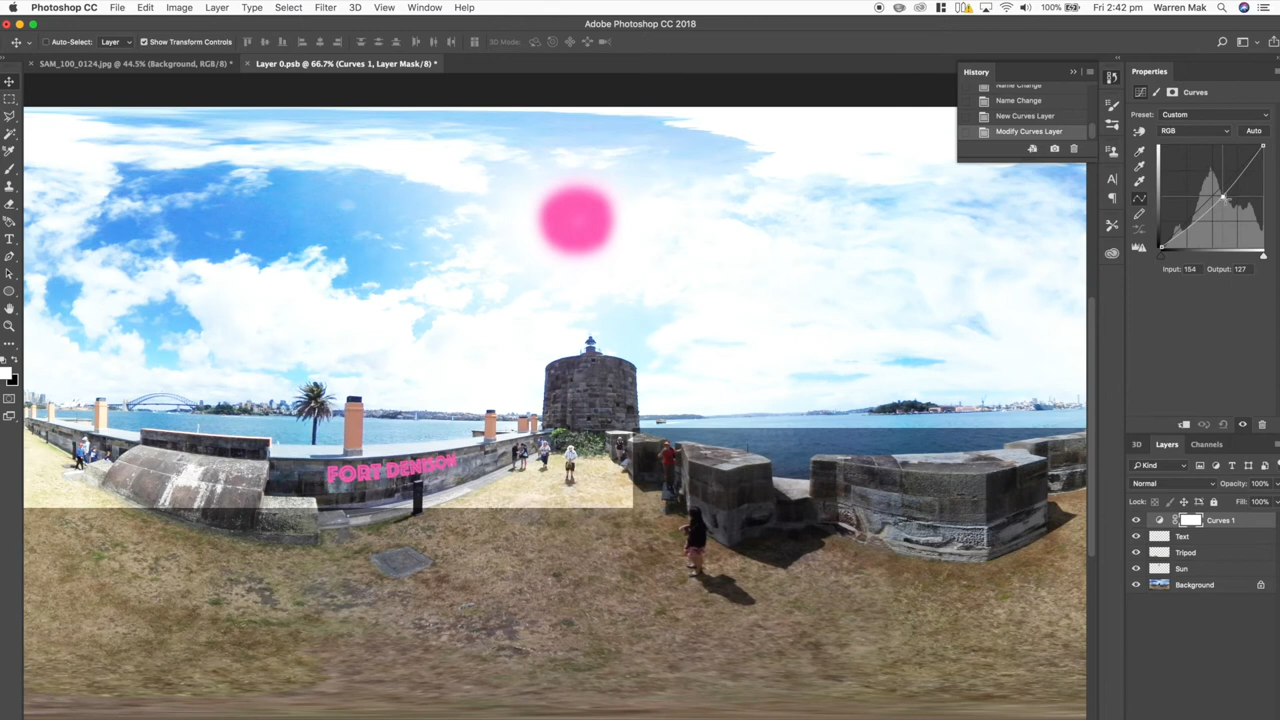 Photoshop CC File Edit Image Layer Type Select Filter 3D View Window Help 100% Fri 2:42 pm Warren Mak
Adobe Photoshop CC 2018
Auto-Select: Layer Show Transform Controls 3D Mode:
SAM_100_0124.jpg @ 44.5% (Background, RGB/8) * Layer 0.psb @ 66.7% (Curves 1, Layer Mask/8) *
History
Name Change
Name Change
New Curves Layer
Modify Curves Layer
Properties
Curves
Preset: Custom
RGB Auto
Input: 154 Output: 127
FORT DENISON
3D Layers Channels
Kind
Normal Opacity: 100%
Lock: Fill: 100%
Curves 1
Text
Tripod
Sun
Background